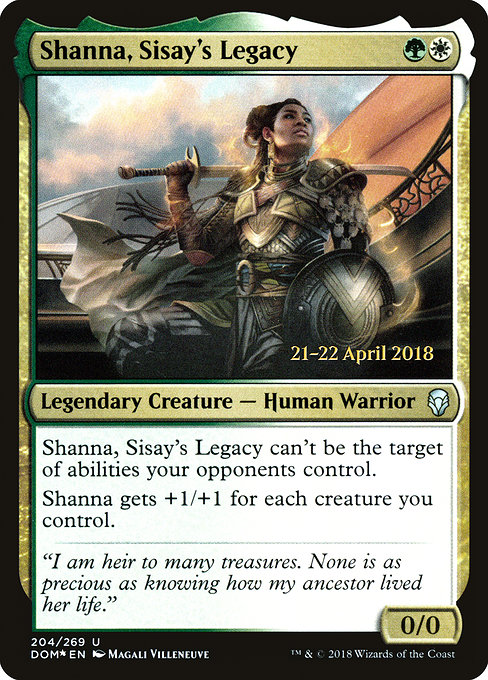 Shanna, Sisay's Legacy
21–22 April 2018
Legendary Creature — Human Warrior
Shanna, Sisay's Legacy can't be the target
of abilities your opponents control.
Shanna gets +1/+1 for each creature you
control.
“I am heir to many treasures. None is as
precious as knowing how my ancestor lived
her life.”
0/0
204/269 U
DOM★EN Magali Villeneuve
™ & © 2018 Wizards of the Coast